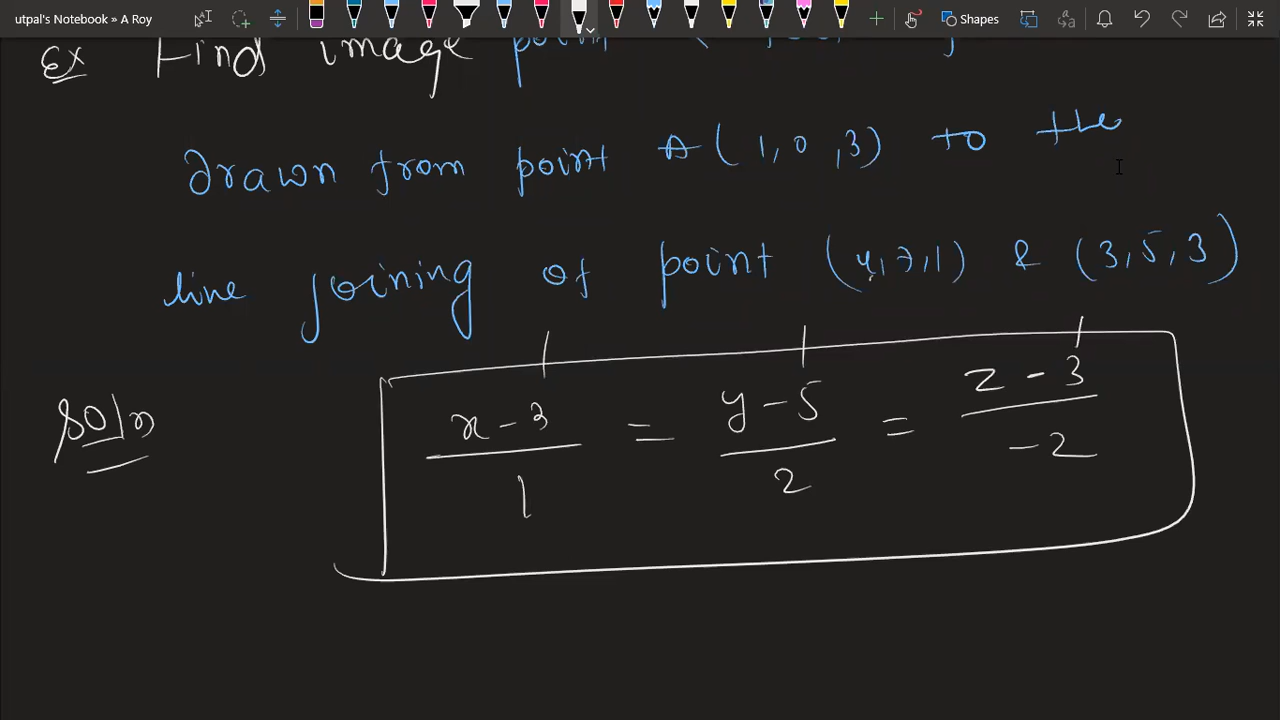 utpal's Notebook » A Roy
Shapes
Ex Find image point
drawn from point A(1,0,3) to the
line joining of point (4,7,1) & (3,5,3)
Soln
x-3/1 = y-5/2 = z-3/-2